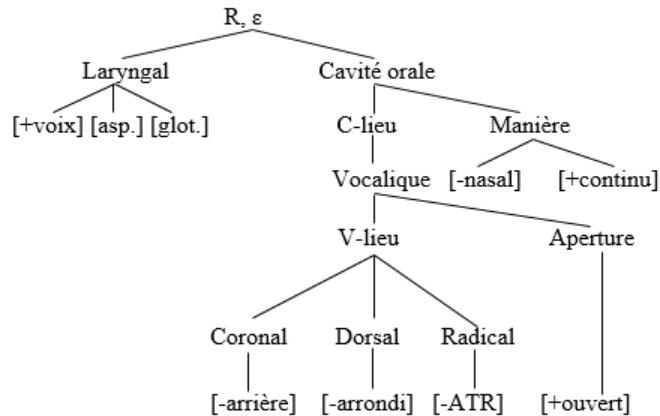 R, ε
Laryngal Cavité orale
[+voix] [asp.] [glot.] C-lieu Manière
Vocalique [-nasal] [+continu]
V-lieu Aperture
Coronal Dorsal Radical
[-arrière] [-arrondi] [-ATR] [+ouvert]